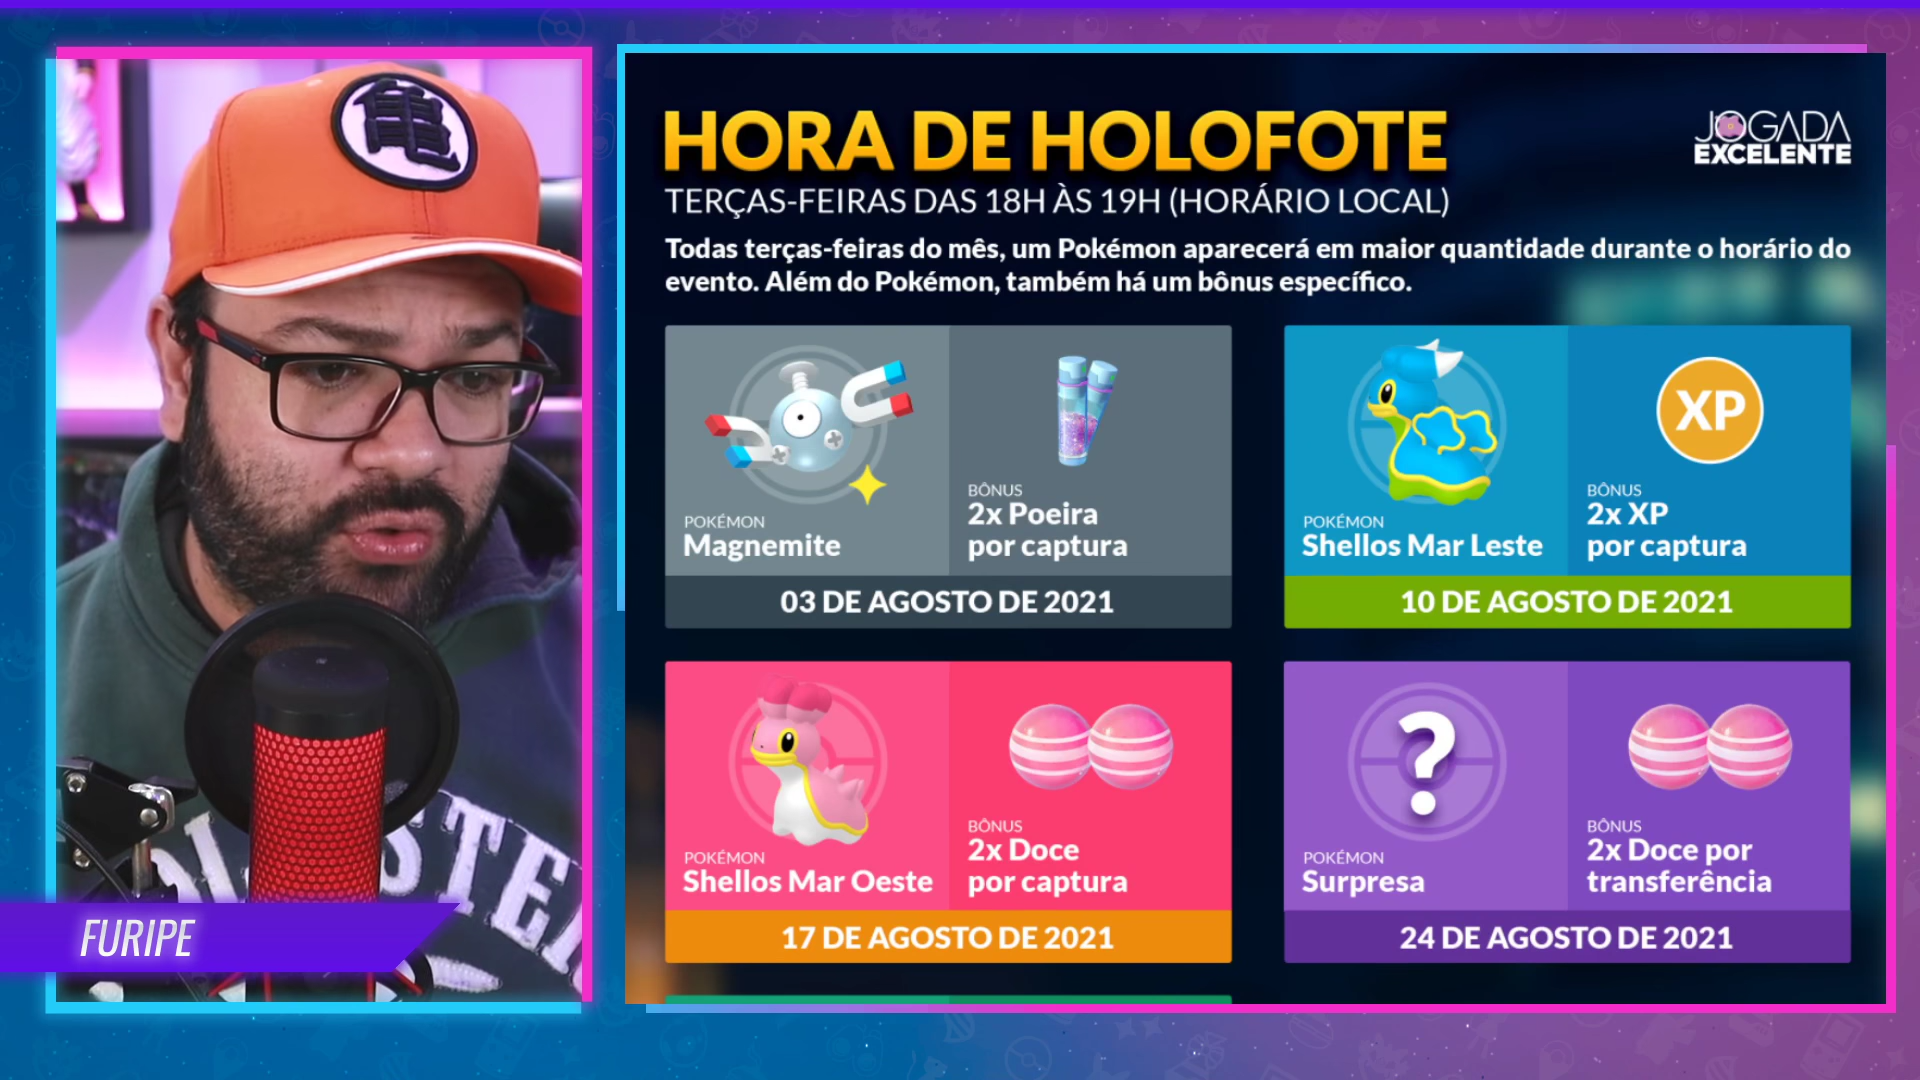 亀
FURIPE
HORA DE HOLOFOTE
JOGADA
EXCELENTE
TERÇAS-FEIRAS DAS 18H ÀS 19H (HORÁRIO LOCAL)
Todas terças-feiras do mês, um Pokémon aparecerá em maior quantidade durante o horário do
evento. Além do Pokémon, também há um bônus específico.
POKÉMON
Magnemite
BÔNUS
2x Poeira
por captura
03 DE AGOSTO DE 2021
POKÉMON
Shellos Mar Leste
XP
BÔNUS
2x XP
por captura
10 DE AGOSTO DE 2021
POKÉMON
Shellos Mar Oeste
BÔNUS
2x Doce
por captura
17 DE AGOSTO DE 2021
?
POKÉMON
Surpresa
BÔNUS
2x Doce por
transferência
24 DE AGOSTO DE 2021